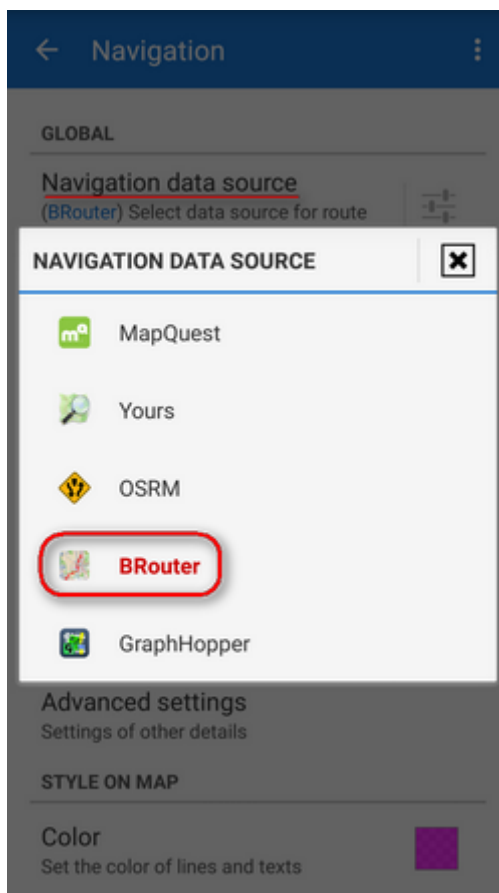 Navigation
GLOBAL
Navigation data source
(BRouter) Select data source for route
NAVIGATION DATA SOURCE
MapQuest
Yours
OSRM
BRouter
GraphHopper
Advanced settings
Settings of other details
STYLE ON MAP
Color
Set the color of lines and texts